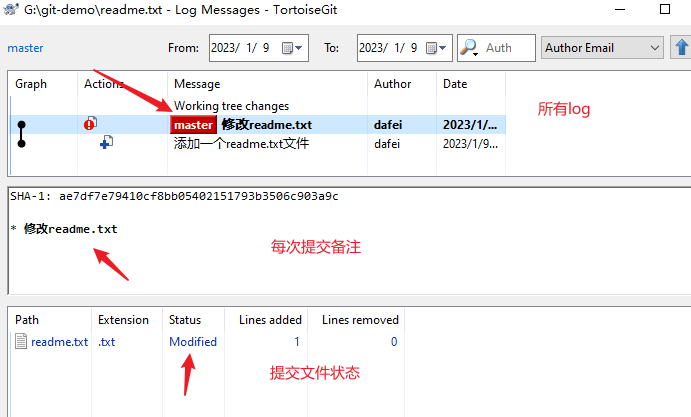 G:\git-demo\readme.txt - Log Messages - TortoiseGit
master From: 2023/ 1/ 9 To: 2023/ 1/ 9 Auth Author Email
Graph Actions Message Author Date
Working tree changes
所有log
master 修改readme.txt dafei 2023/1/...
添加一个readme.txt文件 dafei 2023/1/9...
SHA-1: ae7df7e79410cf8bb05402151793b3506c903a9c
* 修改readme.txt
每次提交备注
Path Extension Status Lines added Lines removed
readme.txt .txt Modified 1 0
提交文件状态